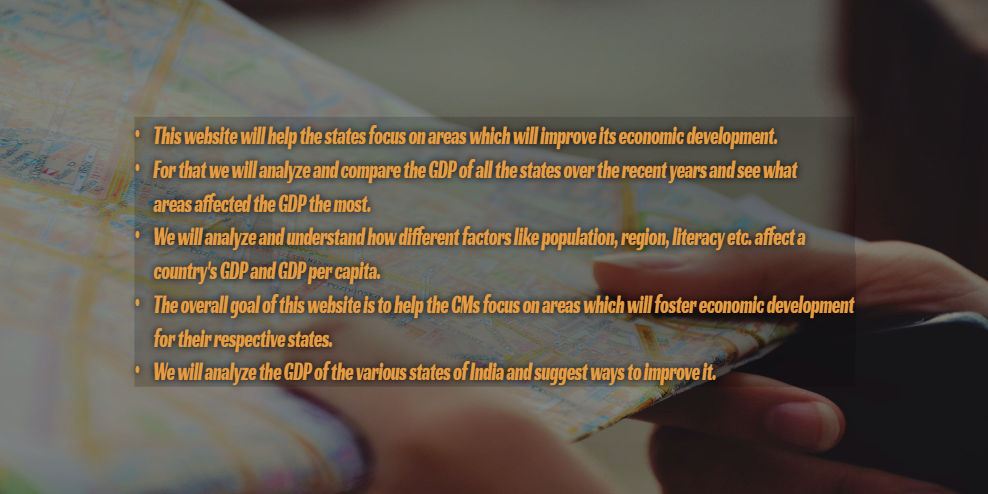 • This website will help the states focus on areas which will improve its economic development.
• For that we will analyze and compare the GDP of all the states over the recent years and see what
areas affected the GDP the most.
• We will analyze and understand how different factors like population, region, literacy etc. affect a
country's GDP and GDP per capita.
• The overall goal of this website is to help the CMs focus on areas which will foster economic development
for their respective states.
• We will analyze the GDP of the various states of India and suggest ways to improve it.